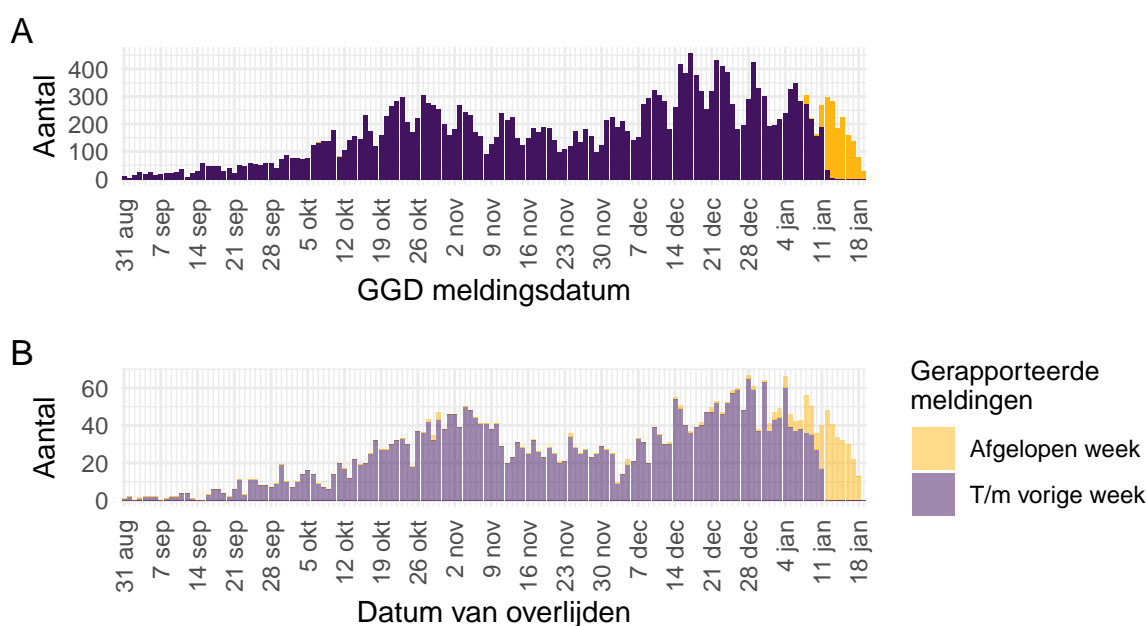 A
Aantal
400
300
200
100
0
31 aug
7 sep
14 sep
21 sep
28 sep
5 okt
12 okt
19 okt
26 okt
2 nov
9 nov
16 nov
23 nov
30 nov
7 dec
14 dec
21 dec
28 dec
4 jan
11 jan
18 jan
GGD meldingsdatum
B
Aantal
60
40
20
0
31 aug
7 sep
14 sep
21 sep
28 sep
5 okt
12 okt
19 okt
26 okt
2 nov
9 nov
16 nov
23 nov
30 nov
7 dec
14 dec
21 dec
28 dec
4 jan
11 jan
18 jan
Datum van overlijden
Gerapporteerde
meldingen
Afgelopen week
T/m vorige week